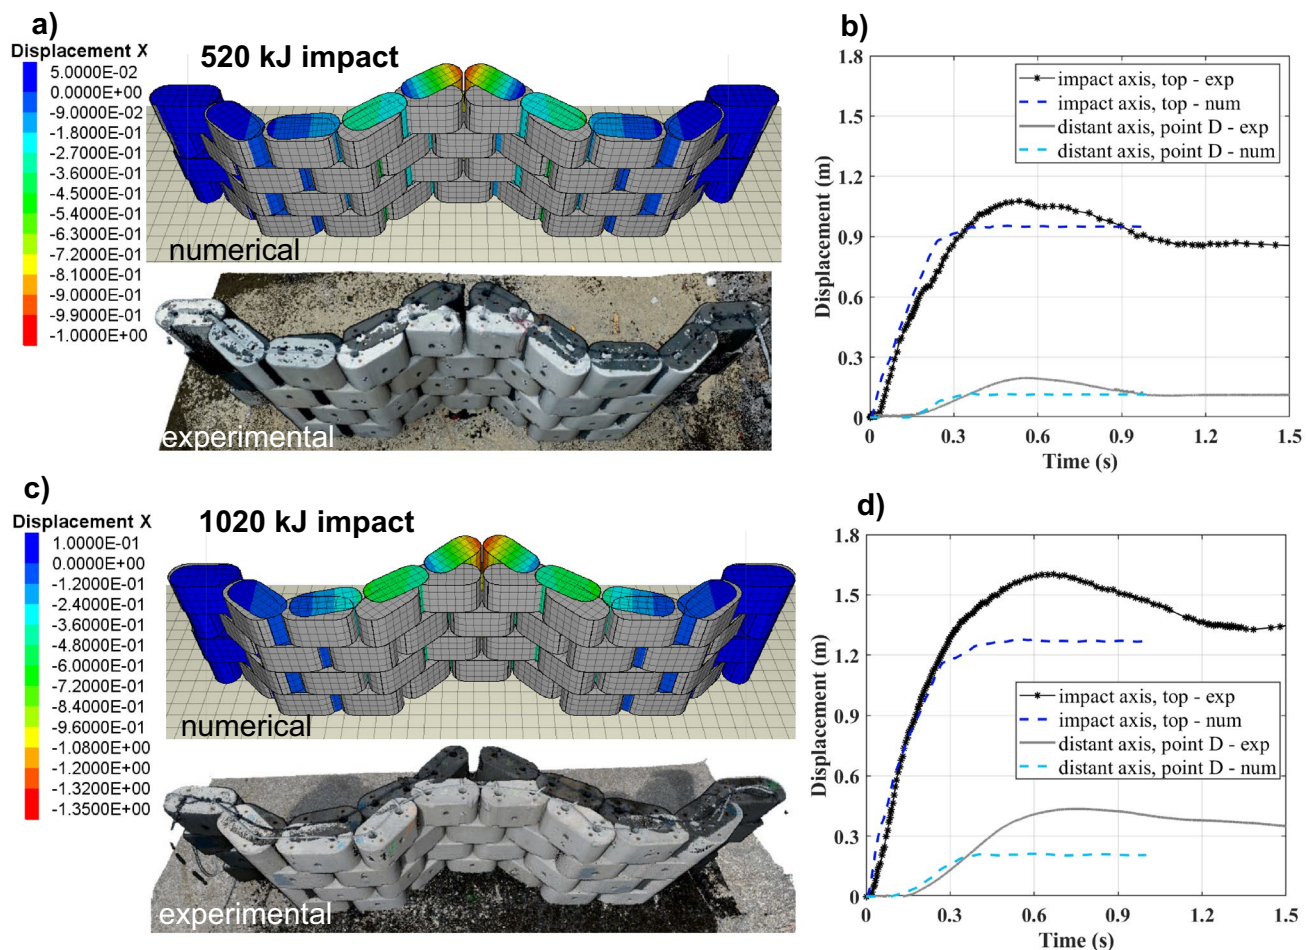 a)
Displacement X
5.0000E-02
0.0000E+00
-9.0000E-02
-1.8000E-01
-2.7000E-01
-3.6000E-01
-4.5000E-01
-5.4000E-01
-6.3000E-01
-7.2000E-01
-8.1000E-01
-9.0000E-01
-9.9000E-01
-1.0000E+00
520 kJ impact
numerical
experimental
b)
1.8
1.5
1.2
0.9
0.6
0.3
0
Displacement (m)
impact axis, top - exp
impact axis, top - num
distant axis, point D - exp
distant axis, point D - num
0 0.3 0.6 0.9 1.2 1.5
Time (s)
c)
Displacement X
1.0000E-01
0.0000E+00
-1.2000E-01
-2.4000E-01
-3.6000E-01
-4.8000E-01
-6.0000E-01
-7.2000E-01
-8.4000E-01
-9.6000E-01
-1.0800E+00
-1.2000E+00
-1.3200E+00
-1.3500E+00
1020 kJ impact
numerical
experimental
d)
1.8
1.5
1.2
0.9
0.6
0.3
0
Displacement (m)
impact axis, top - exp
impact axis, top - num
distant axis, point D - exp
distant axis, point D - num
0 0.3 0.6 0.9 1.2 1.5
Time (s)